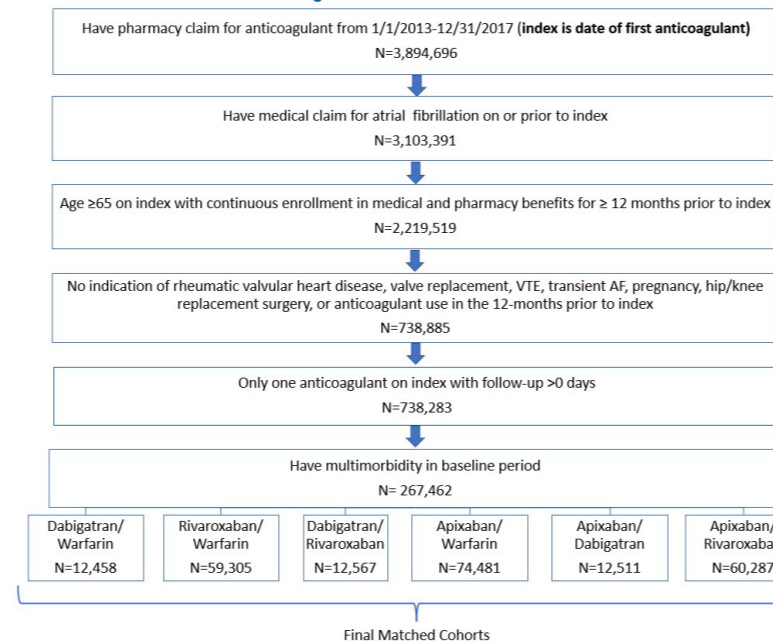 Have pharmacy claim for anticoagulant from 1/1/2013-12/31/2017 (index is date of first anticoagulant)
N=3,894,696
Have medical claim for atrial fibrillation on or prior to index
N=3,103,391
Age ≥65 on index with continuous enrollment in medical and pharmacy benefits for ≥ 12 months prior to index
N=2,219,519
No indication of rheumatic valvular heart disease, valve replacement, VTE, transient AF, pregnancy, hip/knee
replacement surgery, or anticoagulant use in the 12-months prior to index
N=738,885
Only one anticoagulant on index with follow-up >0 days
N=738,283
Have multimorbidity in baseline period
N= 267,462
Dabigatran/
Warfarin
N=12,458
Rivaroxaban/
Warfarin
N=59,305
Dabigatran/
Rivaroxaban
N=12,567
Apixaban/
Warfarin
N=74,481
Apixaban/
Dabigatran
N=12,511
Apixaban/
Rivaroxaba
N=60,287
Final Matched Cohorts